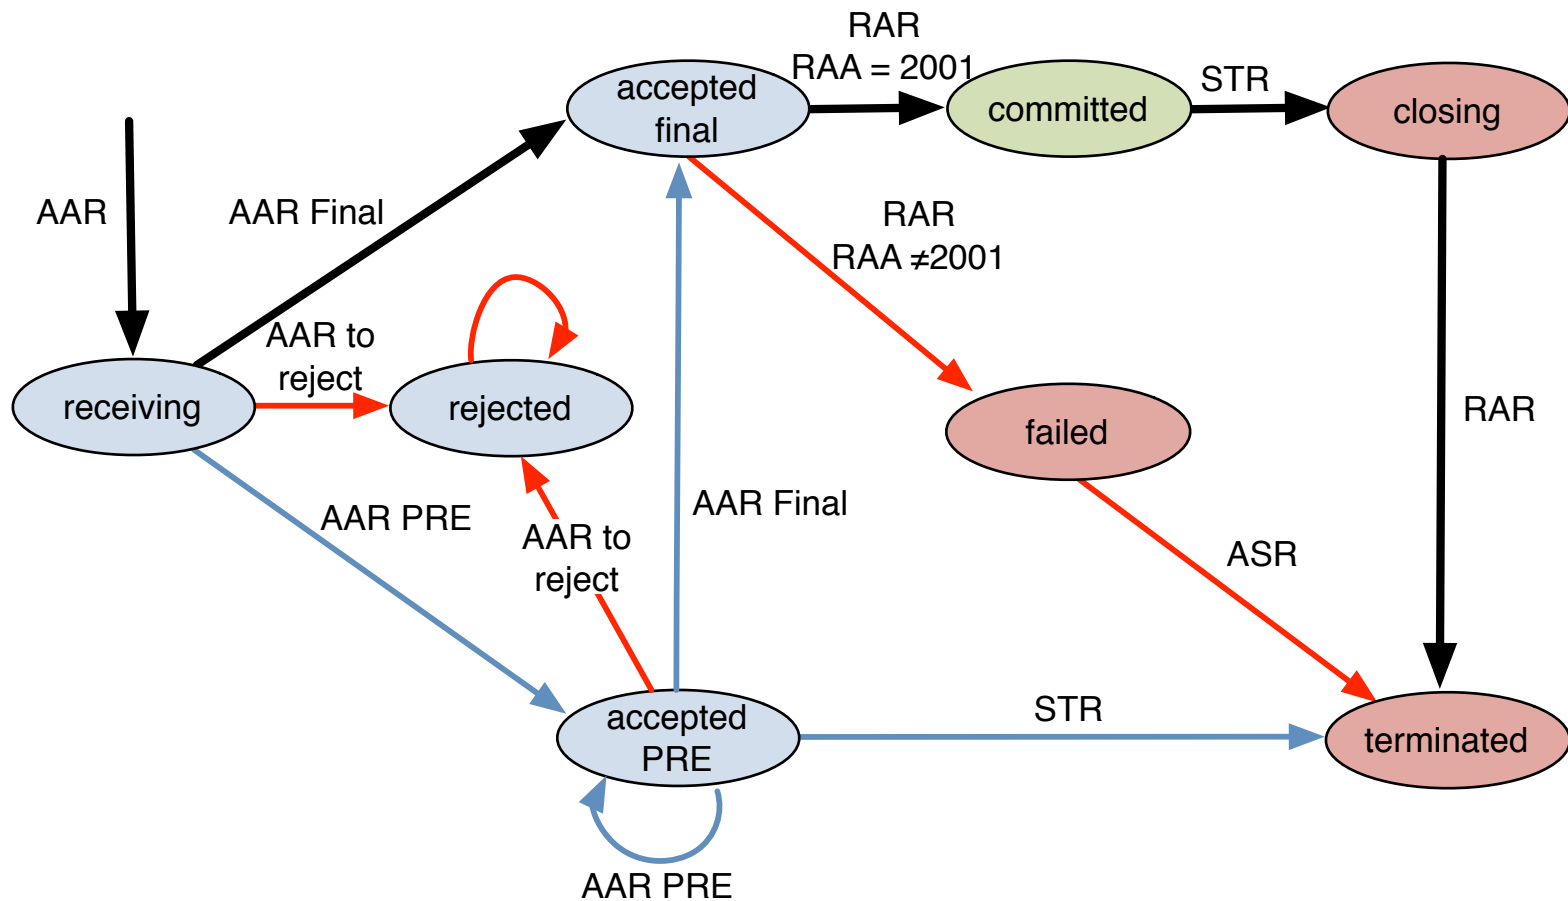 RAR
RAA = 2001
accepted
final
committed
STR
closing
AAR
AAR Final
RAR
RAA ≠2001
AAR to
reject
receiving
rejected
failed
RAR
AAR PRE
AAR Final
AAR to
reject
ASR
accepted
PRE
STR
terminated
AAR PRE